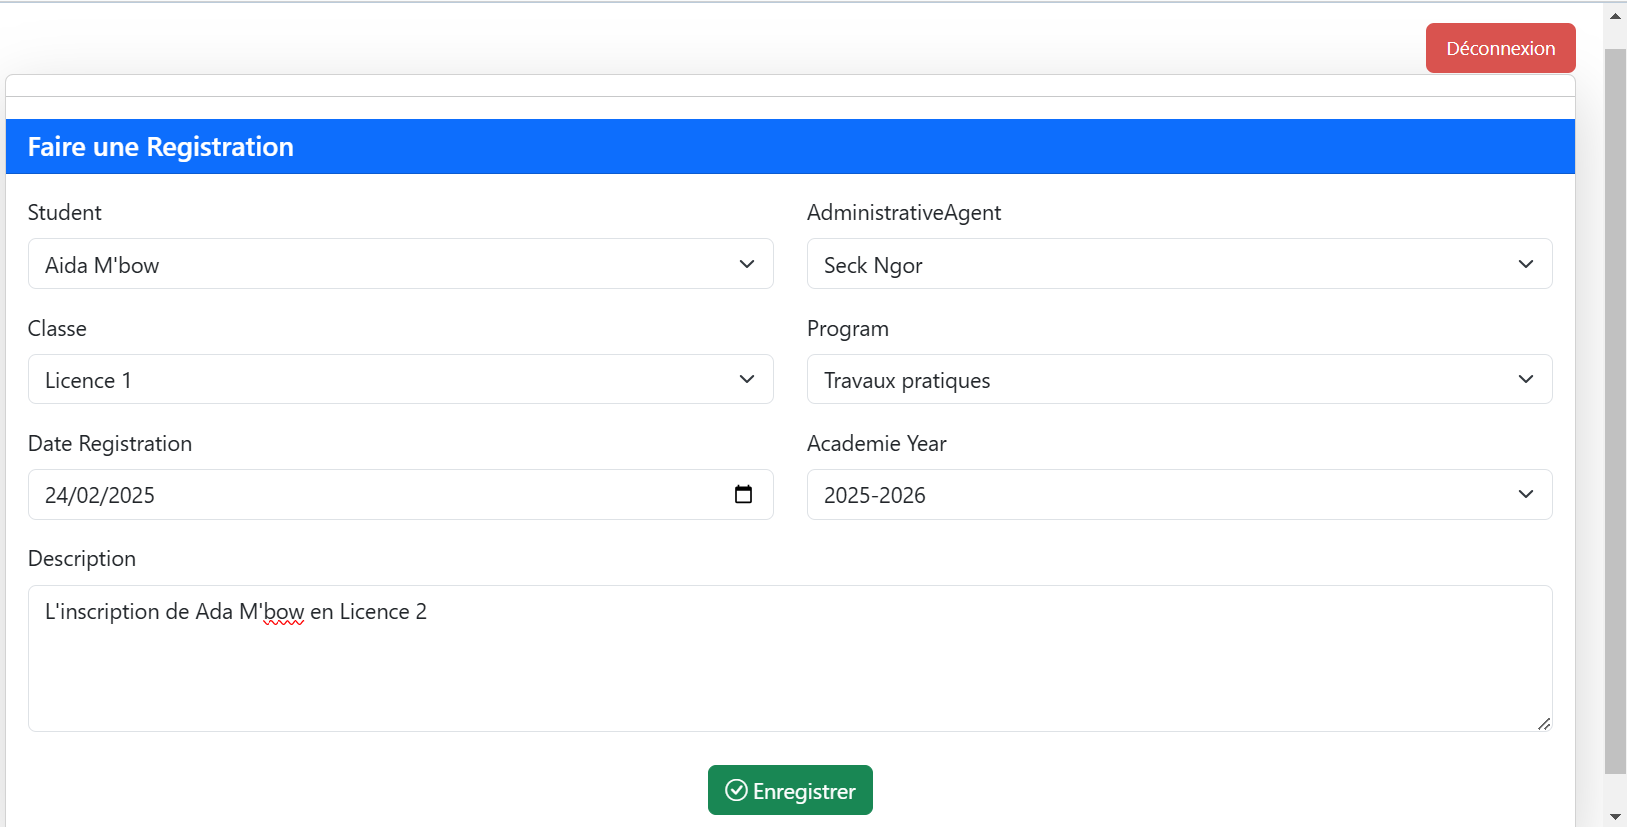 Déconnexion
Faire une Registration
Student
AdministrativeAgent
Aida M'bow
Seck Ngor
Classe
Program
Licence 1
Travaux pratiques
Date Registration
Academie Year
24/02/2025
2025-2026
Description
L'inscription de Ada M'bow en Licence 2
Enregistrer